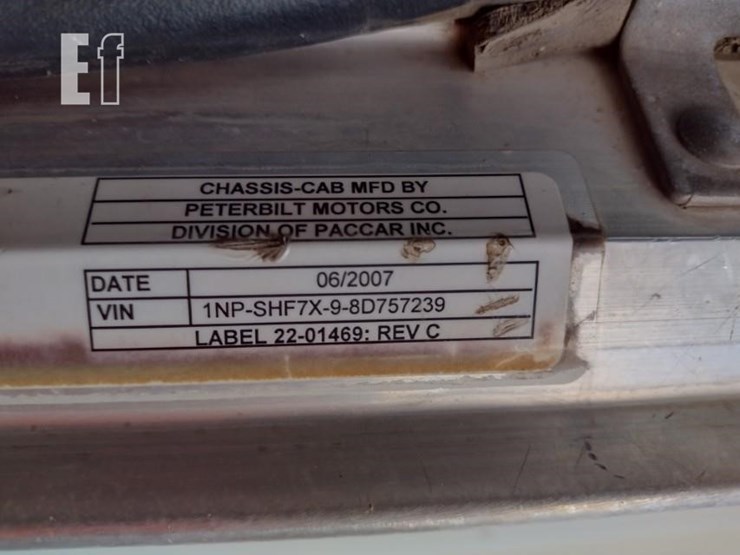 Ef
CHASSIS-CAB MFD BY
PETERBILT MOTORS CO.
DIVISION OF PACCAR INC.
DATE 06/2007
VIN 1NP-SHF7X-9-8D757239
LABEL 22-01469: REV C